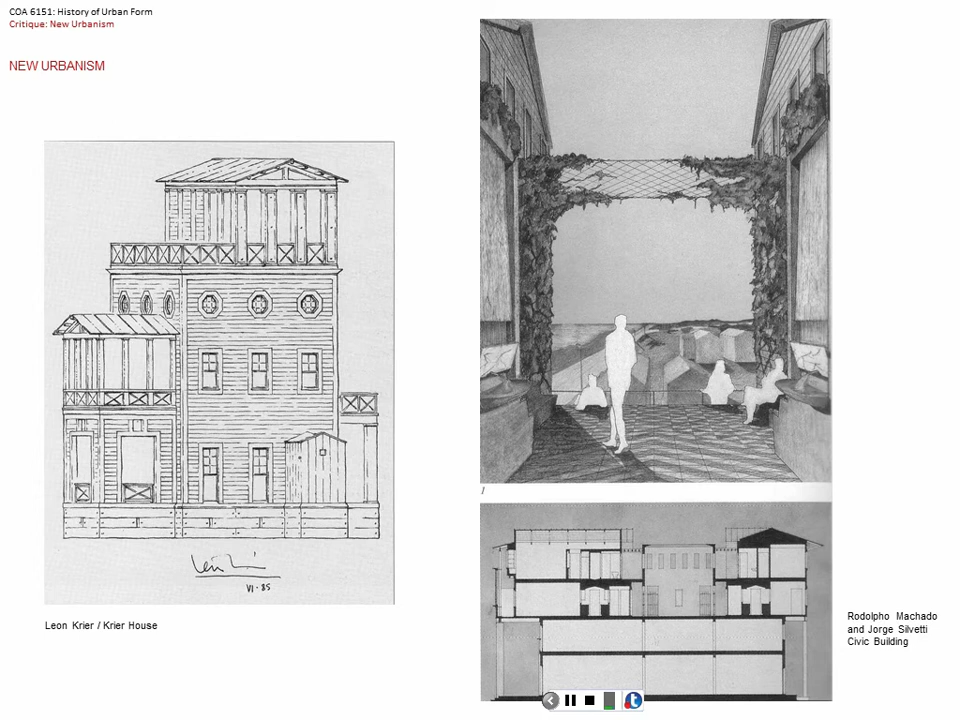 COA 6151: History of Urban Form
Critique: New Urbanism
NEW URBANISM
VI-85
Leon Krier / Krier House
1
Rodolpho Machado
and Jorge Silvetti
Civic Building